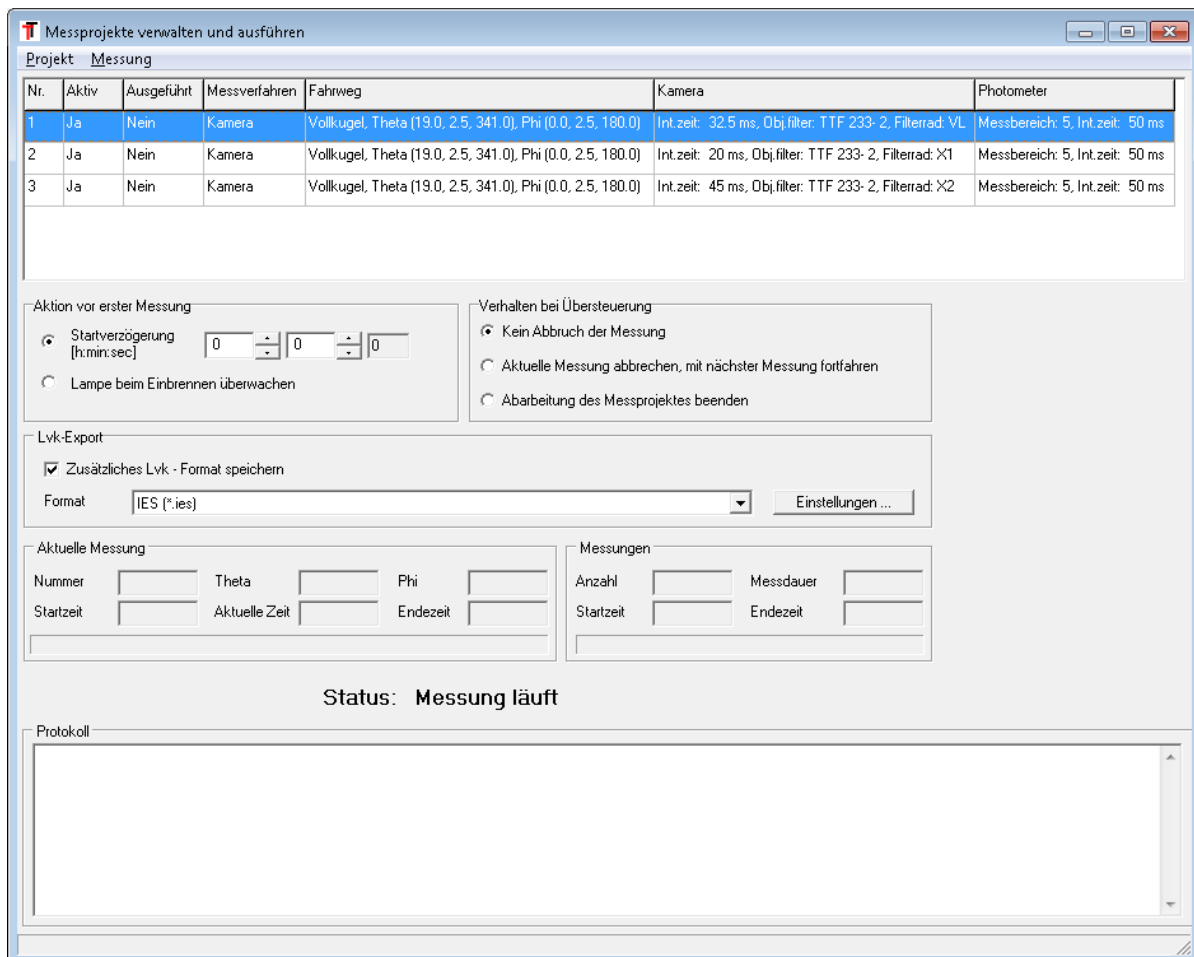 Messprojekte verwalten und ausführen
Projekt Messung
Nr. Aktiv Ausgeführt Messverfahren Fahrweg Kamera Photometer
1 Ja Nein Kamera Vollkugel, Theta (19.0, 2.5, 341.0), Phi (0.0, 2.5, 180.0) Int.zeit: 32.5 ms, Obj.filter: TTF 233- 2, Filterrad: VL Messbereich: 5, Int.zeit: 50 ms
2 Ja Nein Kamera Vollkugel, Theta (19.0, 2.5, 341.0), Phi (0.0, 2.5, 180.0) Int.zeit: 20 ms, Obj.filter: TTF 233- 2, Filterrad: X1 Messbereich: 5, Int.zeit: 50 ms
3 Ja Nein Kamera Vollkugel, Theta (19.0, 2.5, 341.0), Phi (0.0, 2.5, 180.0) Int.zeit: 45 ms, Obj.filter: TTF 233- 2, Filterrad: X2 Messbereich: 5, Int.zeit: 50 ms
Aktion vor erster Messung
Startverzögerung
[h:min:sec]
0 0 0
Lampe beim Einbrennen überwachen
Verhalten bei Übersteuerung
Kein Abbruch der Messung
Aktuelle Messung abbrechen, mit nächster Messung fortfahren
Abarbeitung des Messprojektes beenden
Lvk-Export
Zusätzliches Lvk - Format speichern
Format IES (*.ies) Einstellungen ...
Aktuelle Messung
Nummer Theta Phi
Startzeit Aktuelle Zeit Endezeit
Messungen
Anzahl Messdauer
Startzeit Endezeit
Status: Messung läuft
Protokoll